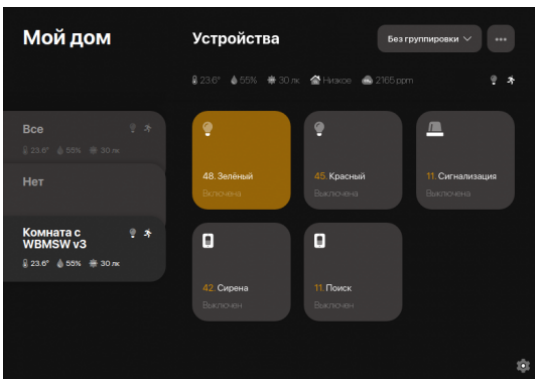 Мой дом
Устройства
Без группировки
23.6° 55% 30 лк Низкое 2165 ppm
Все
23.6° 55% 30 лк
Нет
Комната с
WBMSW v3
23.6° 55% 30 лк
48. Зелёный
Включена
45. Красный
Выключена
11. Сигнализация
Выключена
42. Сирена
Выключен
11. Поиск
Выключен